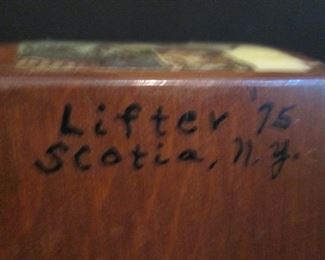 Lifter '75
Scotia, N.Y.